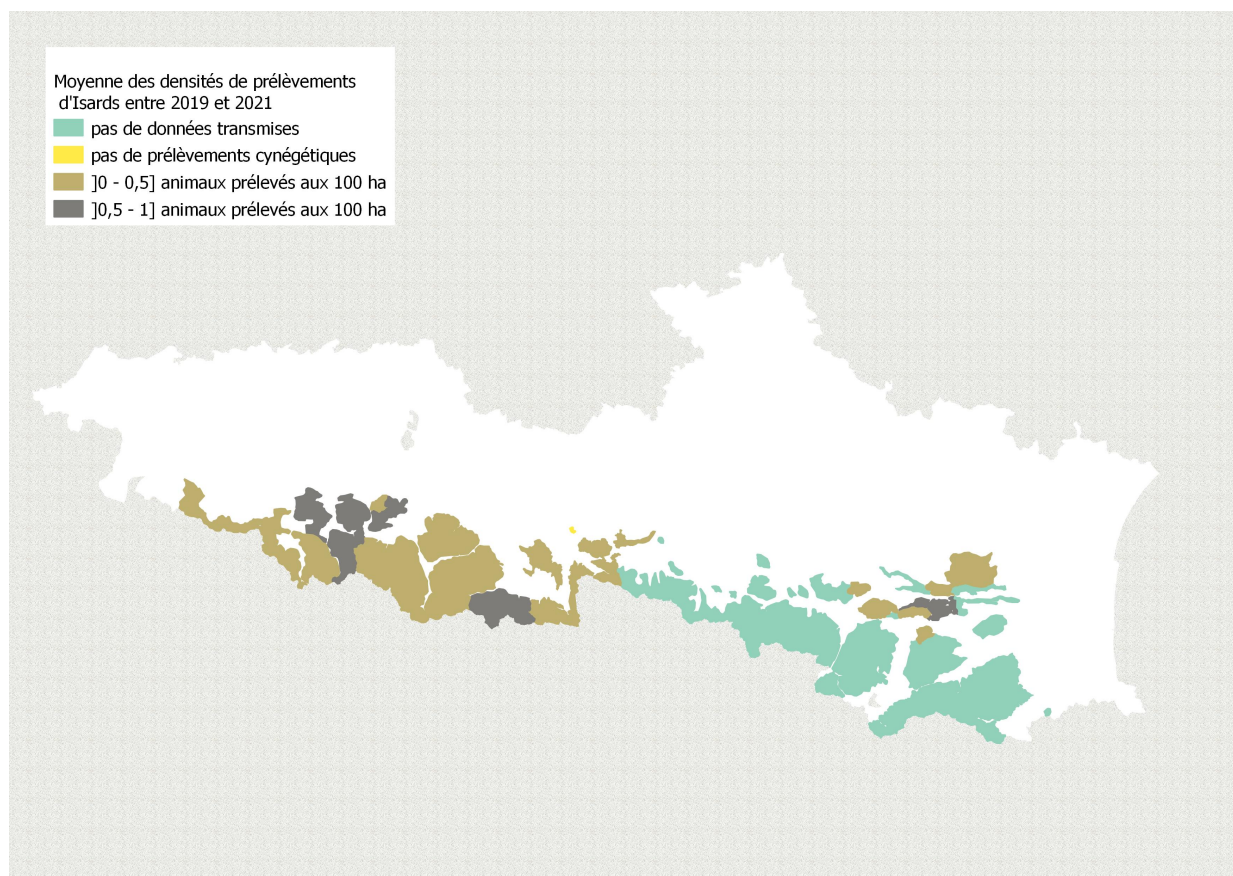 Moyenne des densités de prélèvements
d'Isards entre 2019 et 2021
pas de données transmises
pas de prélèvements cynégétiques
]0 - 0,5] animaux prélevés aux 100 ha
]0,5 - 1] animaux prélevés aux 100 ha